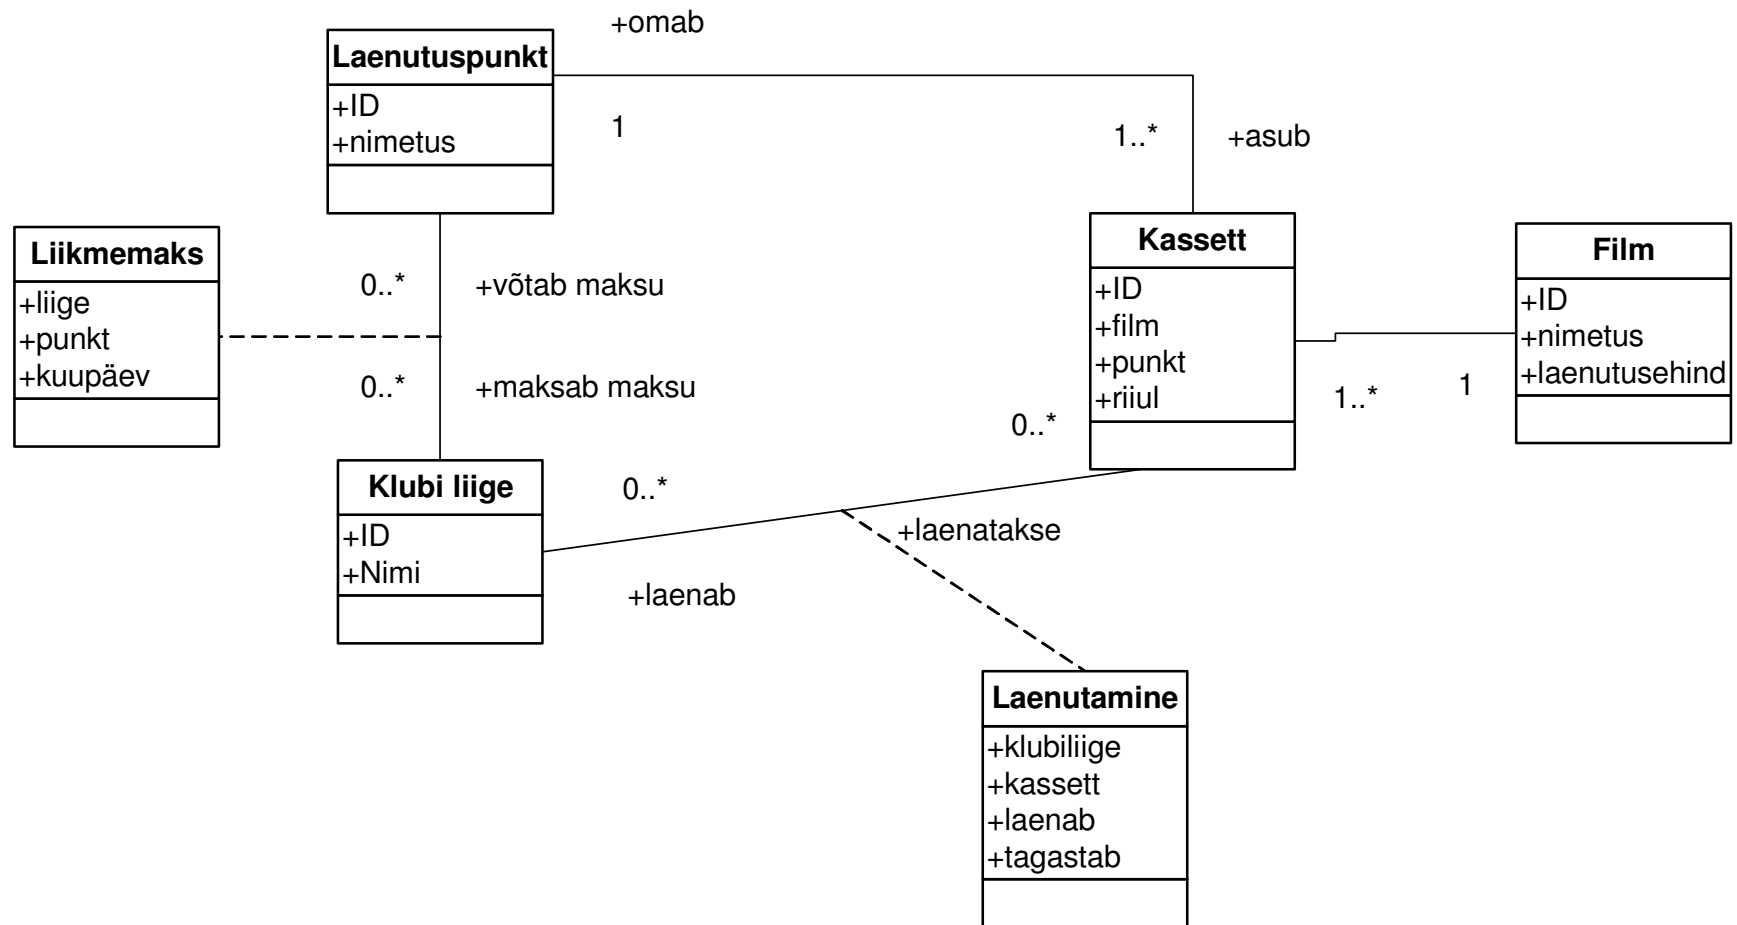 +omab
Laenutuspunkt
+ID
+nimetus
1
1..*
+asub
Liikmemaks
+liige
+punkt
+kuupäev
0..*
+võtab maksu
0..*
+maksab maksu
Kassett
+ID
+film
+punkt
+riiul
Film
+ID
+nimetus
+laenutusehind
1..*
1
0..*
Klubi liige
+ID
+Nimi
0..*
+laenatakse
+laenab
Laenutamine
+klubiliige
+kassett
+laenab
+tagastab